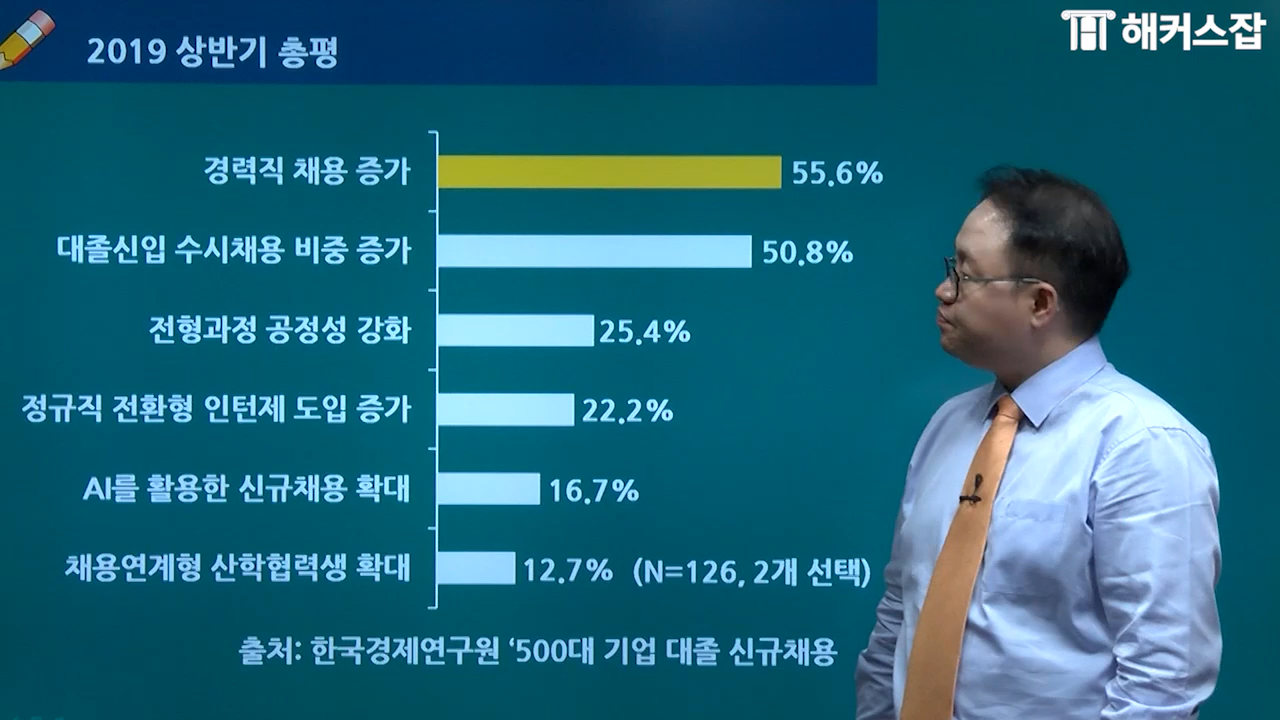 2019 상반기 총평
해커스잡
경력직 채용 증가 55.6%
대졸신입 수시채용 비중 증가 50.8%
전형과정 공정성 강화 25.4%
정규직 전환형 인턴제 도입 증가 22.2%
AI를 활용한 신규채용 확대 16.7%
채용연계형 산학협력생 확대 12.7% (N=126, 2개 선택)
출처: 한국경제연구원 ‘500대 기업 대졸 신규채용